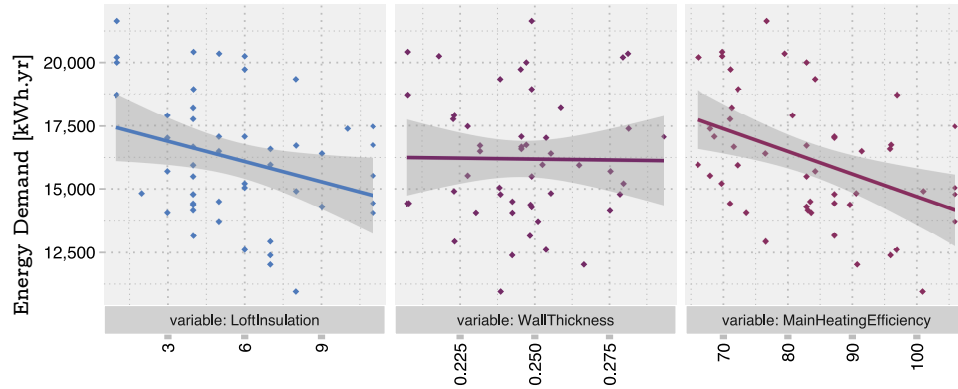 Energy Demand [kWh.yr]
20,000
17,500
15,000
12,500
variable: LoftInsulation
variable: WallThickness
variable: MainHeatingEfficiency
3 6 9
0.225 0.250 0.275
70 80 90 100